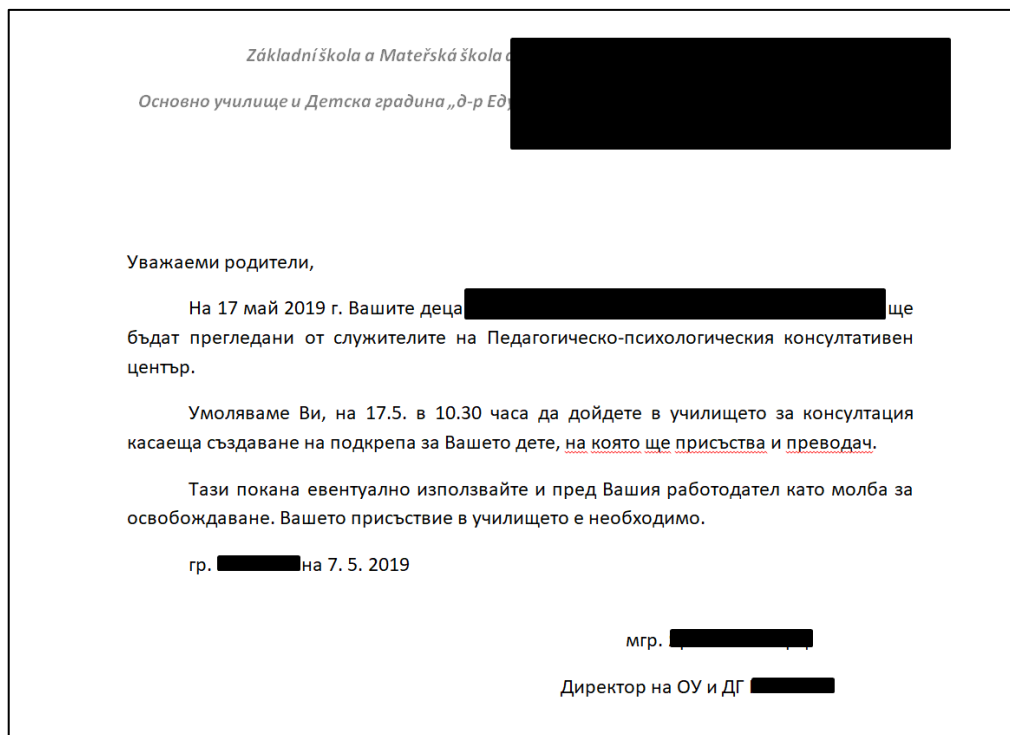 Základní škola a Mateřská škola
Основно училище и Детска градина „д-р
Уважаеми родители,
На 17 май 2019 г. Вашите деца ще
бъдат прегледани от служителите на Педагогическо-психологическия консултативен
център.
Умоляваме Ви, на 17.5. в 10.30 часа да дойдете в училището за консултация
касаеща създаване на подкрепа за Вашето дете, на която ще присъства и преводач.
Тази покана евентуално използвайте и пред Вашия работодател като молба за
освобождаване. Вашето присъствие в училището е необходимо.
гр. на 7. 5. 2019
мгр.
Директор на ОУ и ДГ